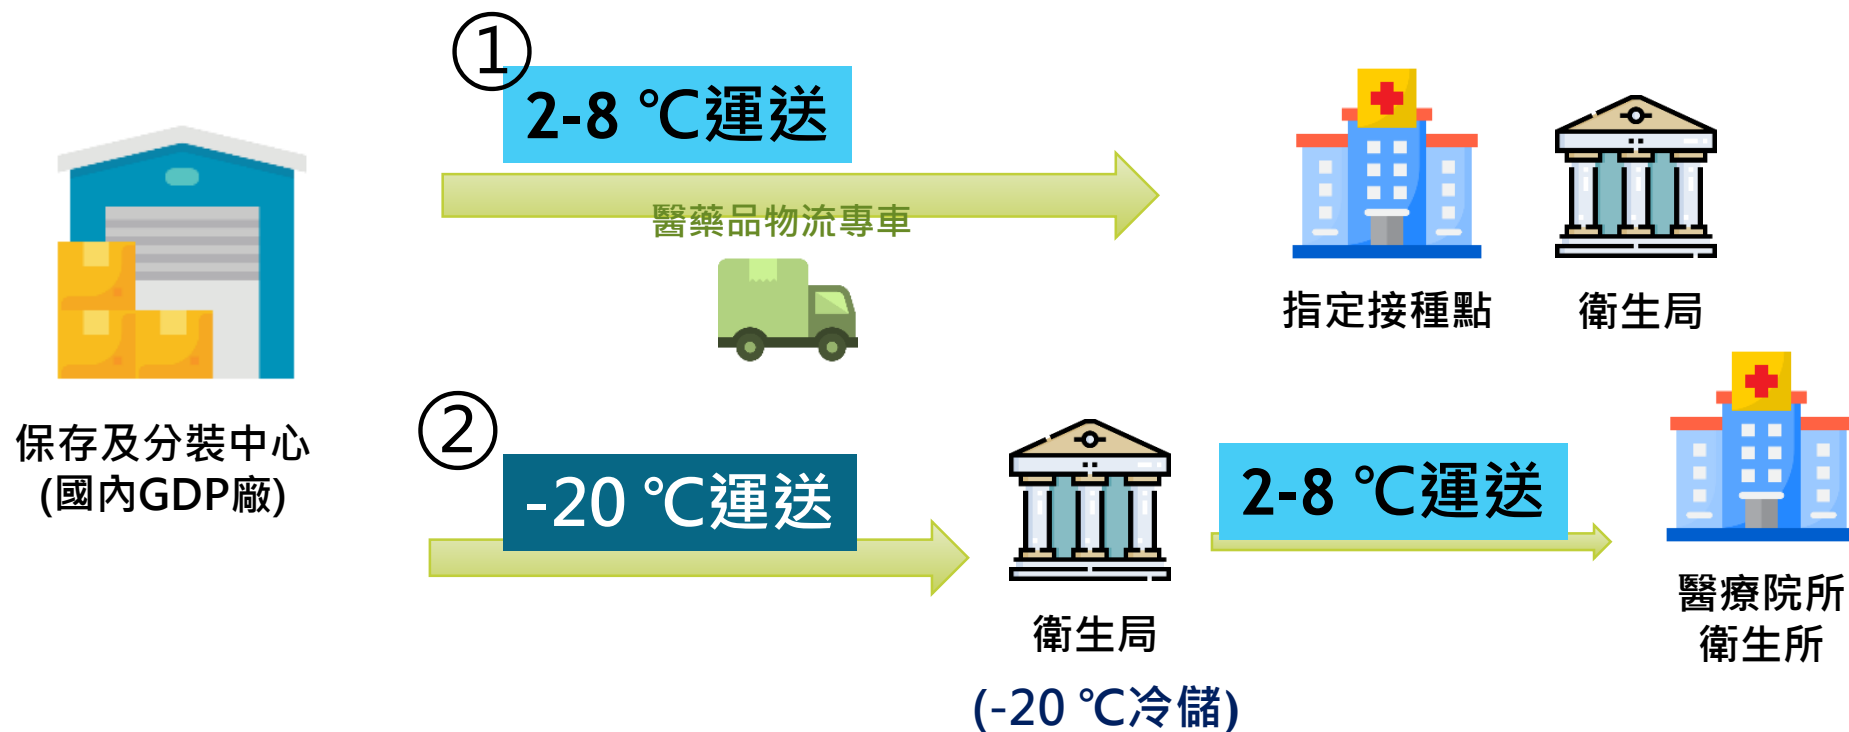 ①
2-8 ℃運送
醫藥品物流專車
指定接種點
衛生局
保存及分裝中心
(國內GDP廠)
②
-20 ℃運送
衛生局
(-20 ℃冷儲)
2-8 ℃運送
醫療院所
衛生所